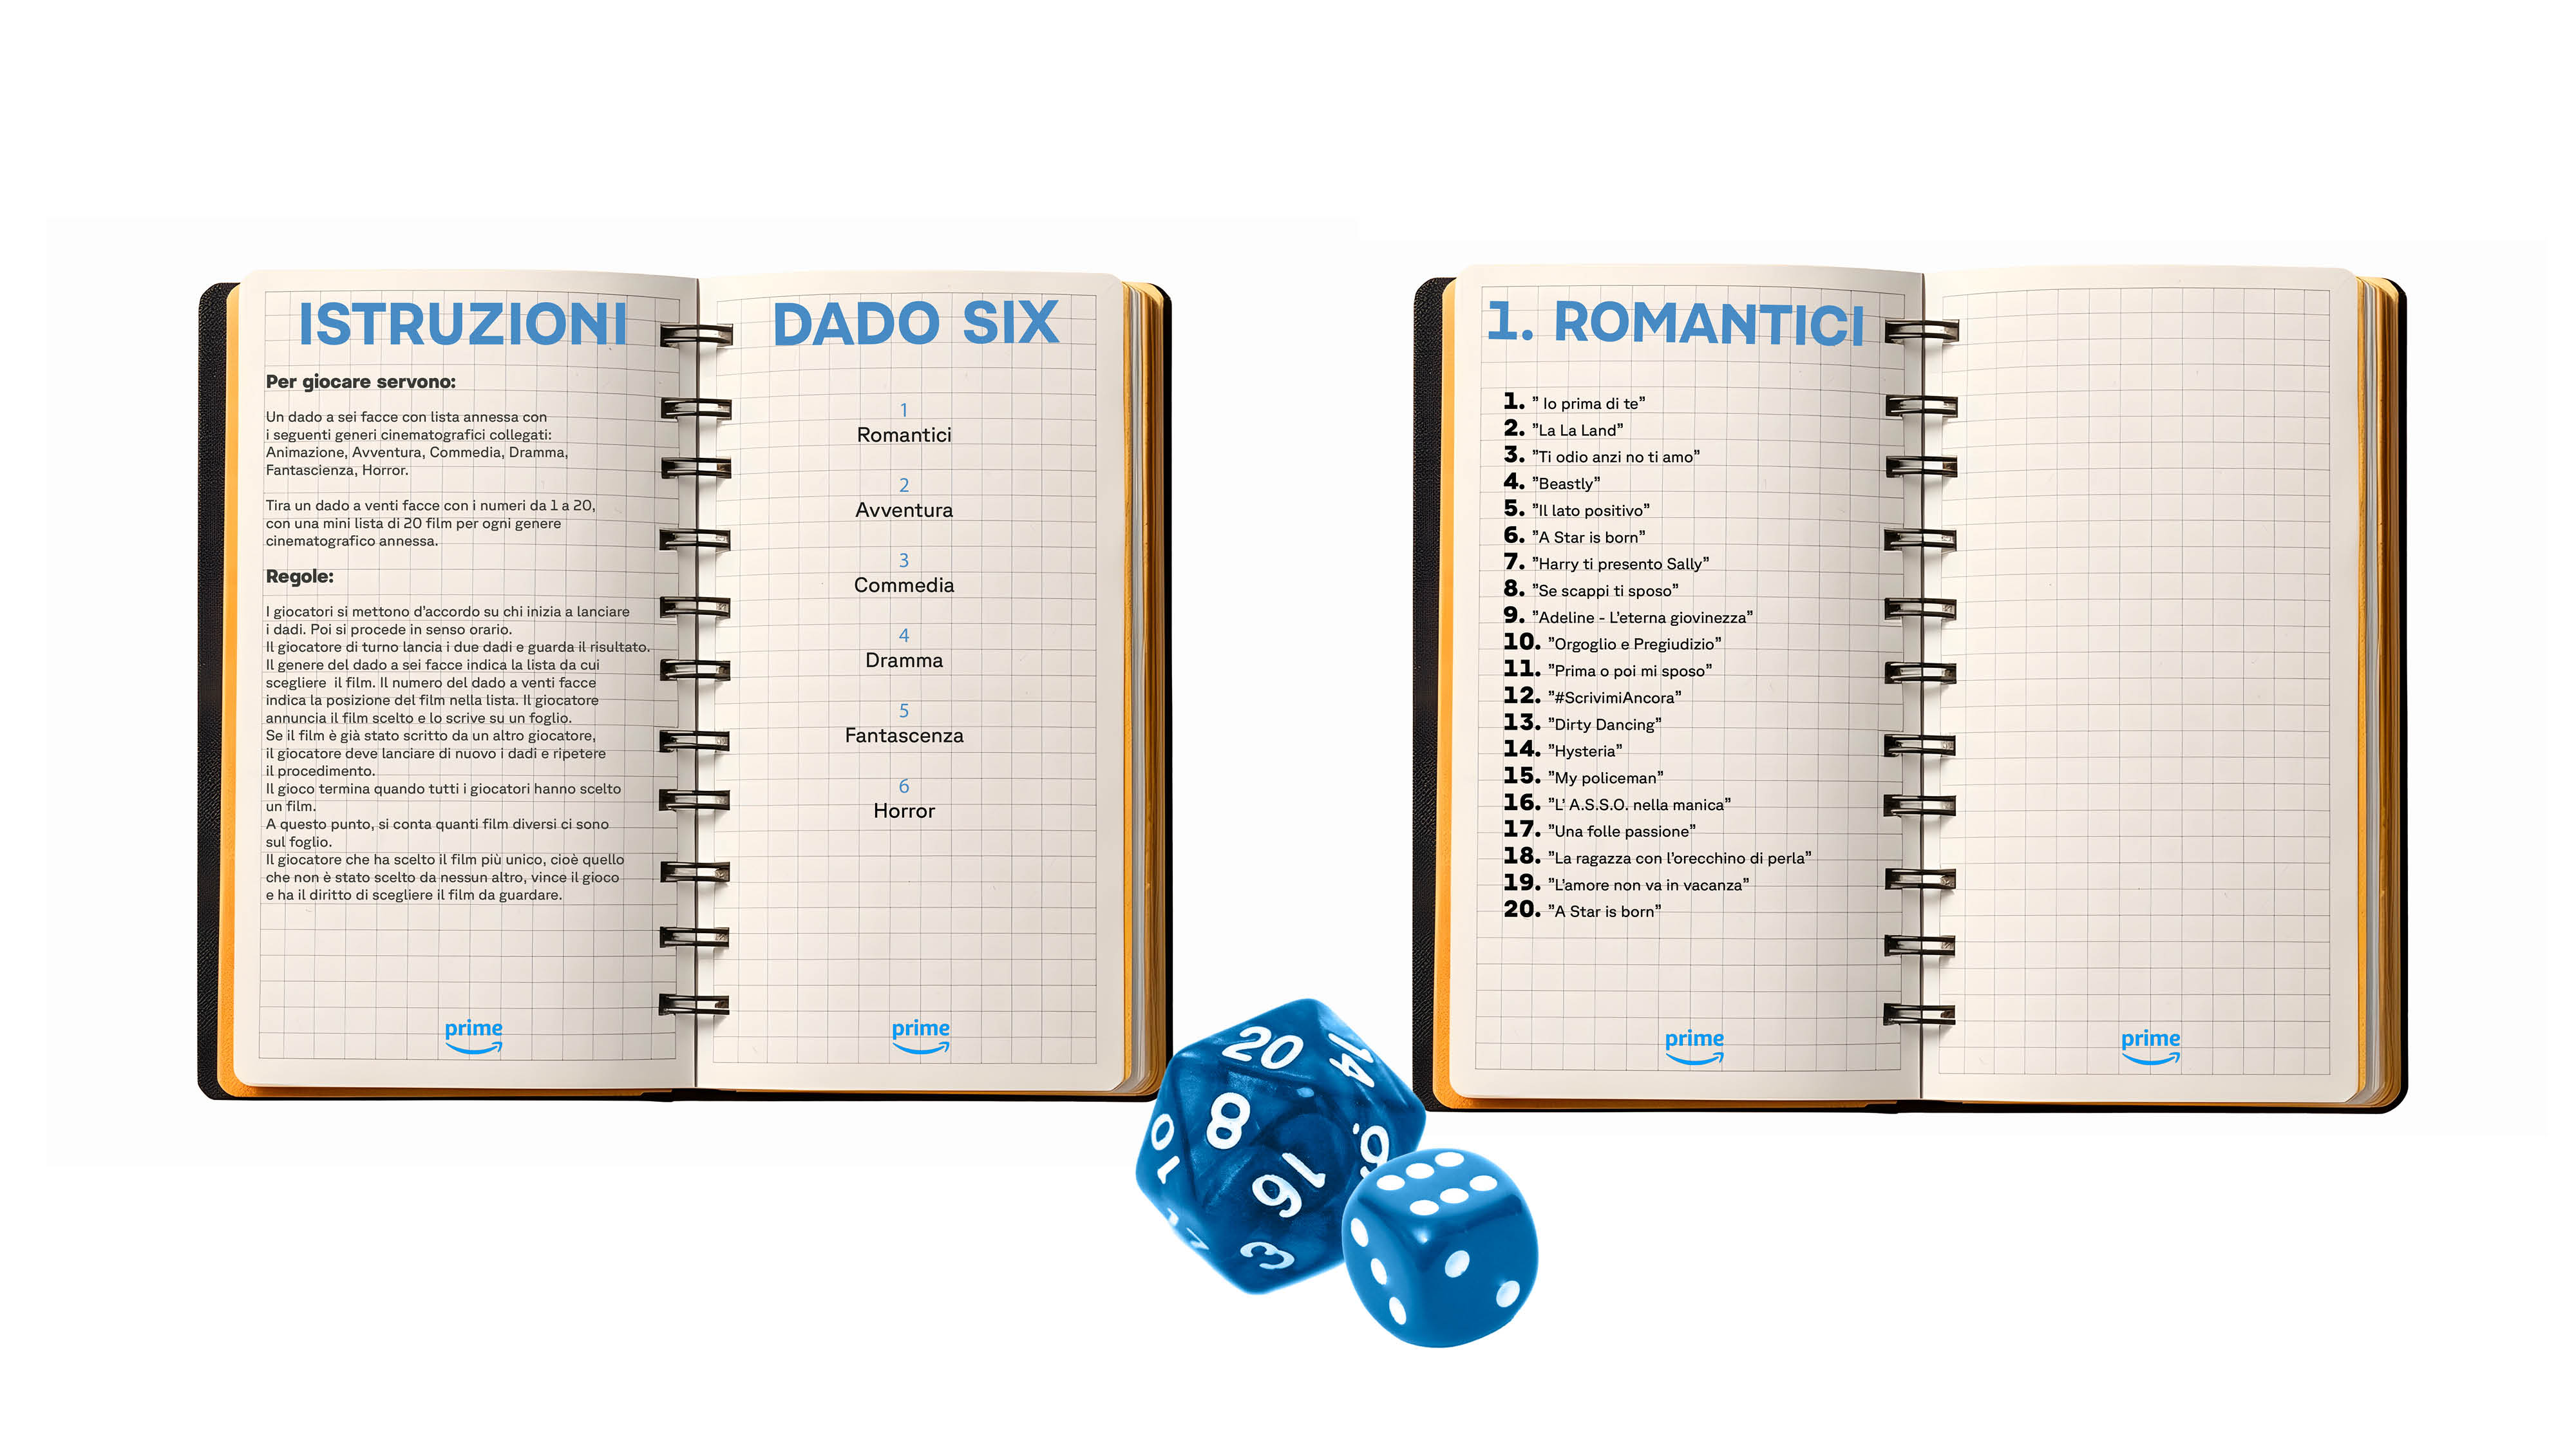 ISTRUZIONI
Per giocare servono:
Un dado a sei facce con lista annessa con
i seguenti generi cinematografici collegati:
Animazione, Avventura, Commedia, Dramma,
Fantascienza, Horror.
Tira un dado a venti facce con i numeri da 1 a 20,
con una mini lista di 20 film per ogni genere
cinematografico annessa.
Regole:
I giocatori si mettono d'accordo su chi inizia a lanciare
i dadi. Poi si procede in senso orario.
Il giocatore di turno lancia i due dadi e guarda il risultato.
Il genere del dado a sei facce indica la lista da cui
scegliere  il film. Il numero del dado a venti facce
indica la posizione del film nella lista. Il giocatore
annuncia il film scelto e lo scrive su un foglio.
Se il film è già stato scritto da un altro giocatore,
il giocatore deve lanciare di nuovo i dadi e ripetere
il procedimento.
Il gioco termina quando tutti i giocatori hanno scelto
un film.
A questo punto, si conta quanti film diversi ci sono
sul foglio.
Il giocatore che ha scelto il film più unico, cioè quello
che non è stato scelto da nessun altro, vince il gioco
e ha il diritto di scegliere il film da guardare.
prime
DADO SIX
1
Romantici
2
Avventura
3
Commedia
4
Dramma
5
Fantascenza
6
Horror
prime
1. ROMANTICI
1. " Io prima di te"
2. "La La Land"
3. "Ti odio anzi no ti amo"
4. "Beastly"
5. "Il lato positivo"
6. "A Star is born"
7. "Harry ti presento Sally"
8. "Se scappi ti sposo"
9. "Adeline - L'eterna giovinezza"
10. "Orgoglio e Pregiudizio"
11. "Prima o poi mi sposo"
12. "#ScrivimiAncora"
13. "Dirty Dancing"
14. "Hysteria"
15. "My policeman"
16. "L' A.S.S.O. nella manica"
17. "Una folle passione"
18. "La ragazza con l'orecchino di perla"
19. "L'amore non va in vacanza"
20. "A Star is born"
prime
prime
20
14
8
10
16
3